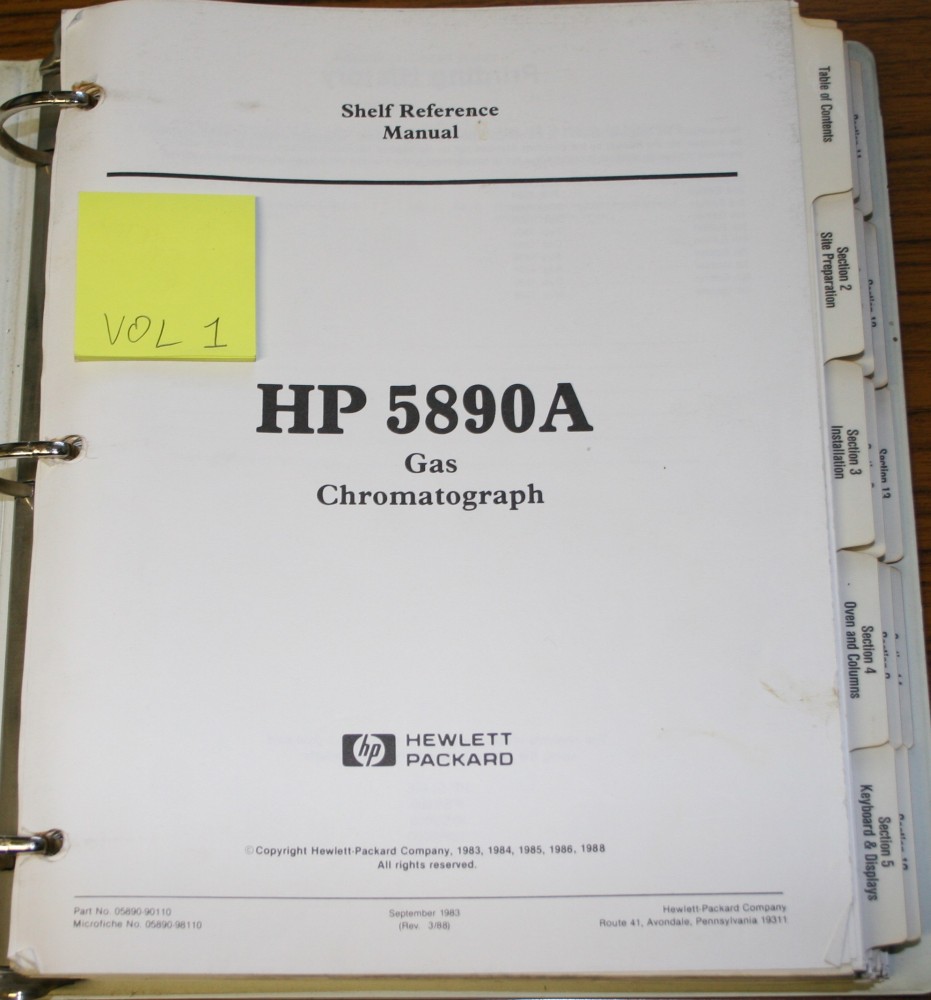 Shelf Reference
Manual
VOL 1
HP 5890A
Gas
Chromatograph
hp HEWLETT
PACKARD
©Copyright Hewlett-Packard Company, 1983, 1984, 1985, 1986, 1988
All rights reserved.
Part No. 05890-90110
Microfiche No. 05890-98110
September 1983
(Rev. 3/88)
Hewlett-Packard Company
Route 41, Avondale, Pennsylvania 19311
Table of Contents
Section 2
Site Preparation
Section 3
Installation
Section 4
Oven and Columns
Section 5
Keyboard & Displays